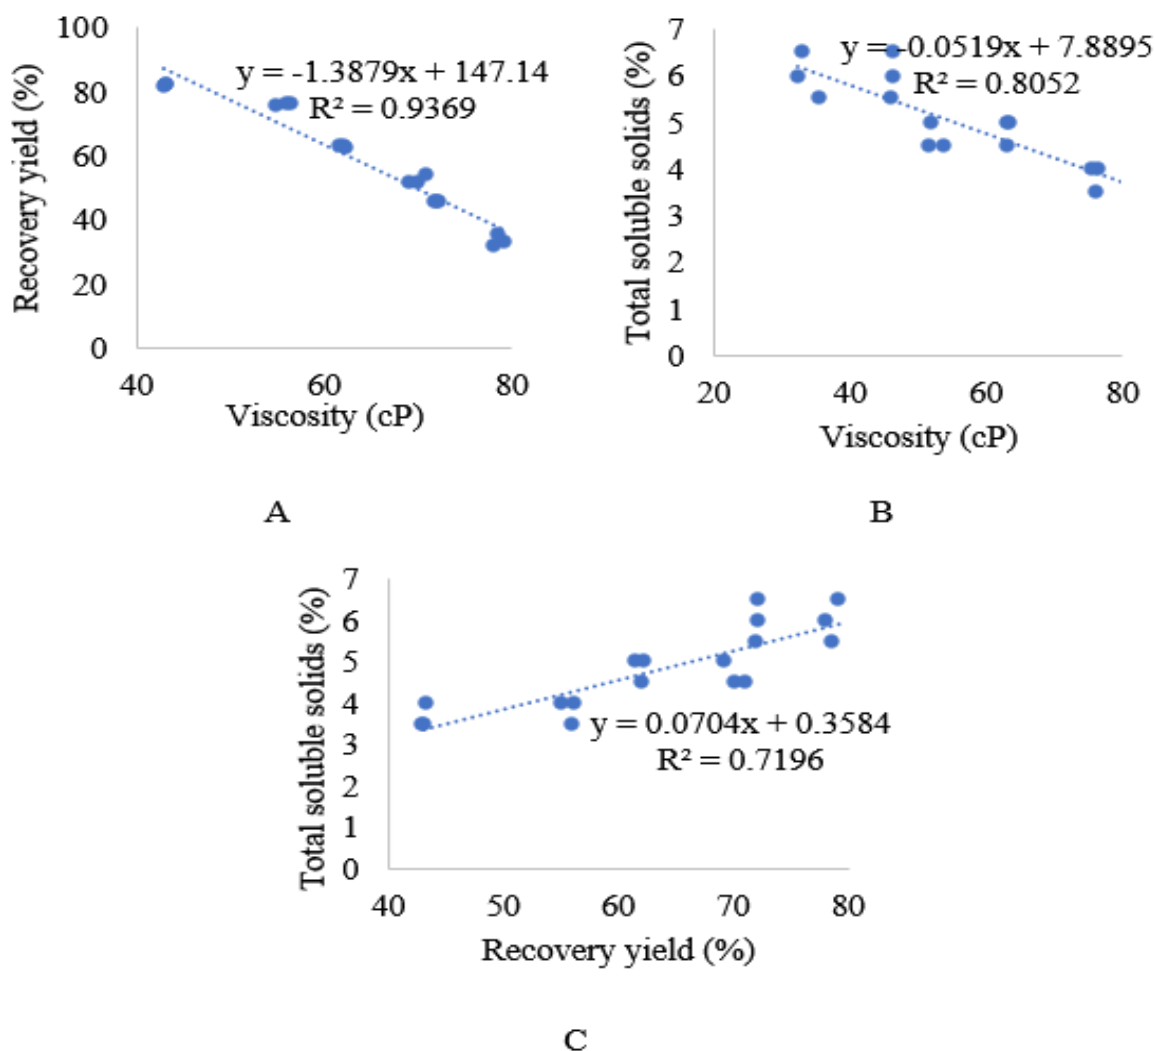 100
80
60
40
20
0
Recovery yield (%)
y = -1.3879x + 147.14
R² = 0.9369
40 60 80
Viscosity (cP)
A
7
6
5
4
3
2
1
0
Total soluble solids (%)
y = -0.0519x + 7.8895
R² = 0.8052
20 40 60 80
Viscosity (cP)
B
7
6
5
4
3
2
1
0
Total soluble solids (%)
y = 0.0704x + 0.3584
R² = 0.7196
40 50 60 70 80
Recovery yield (%)
C